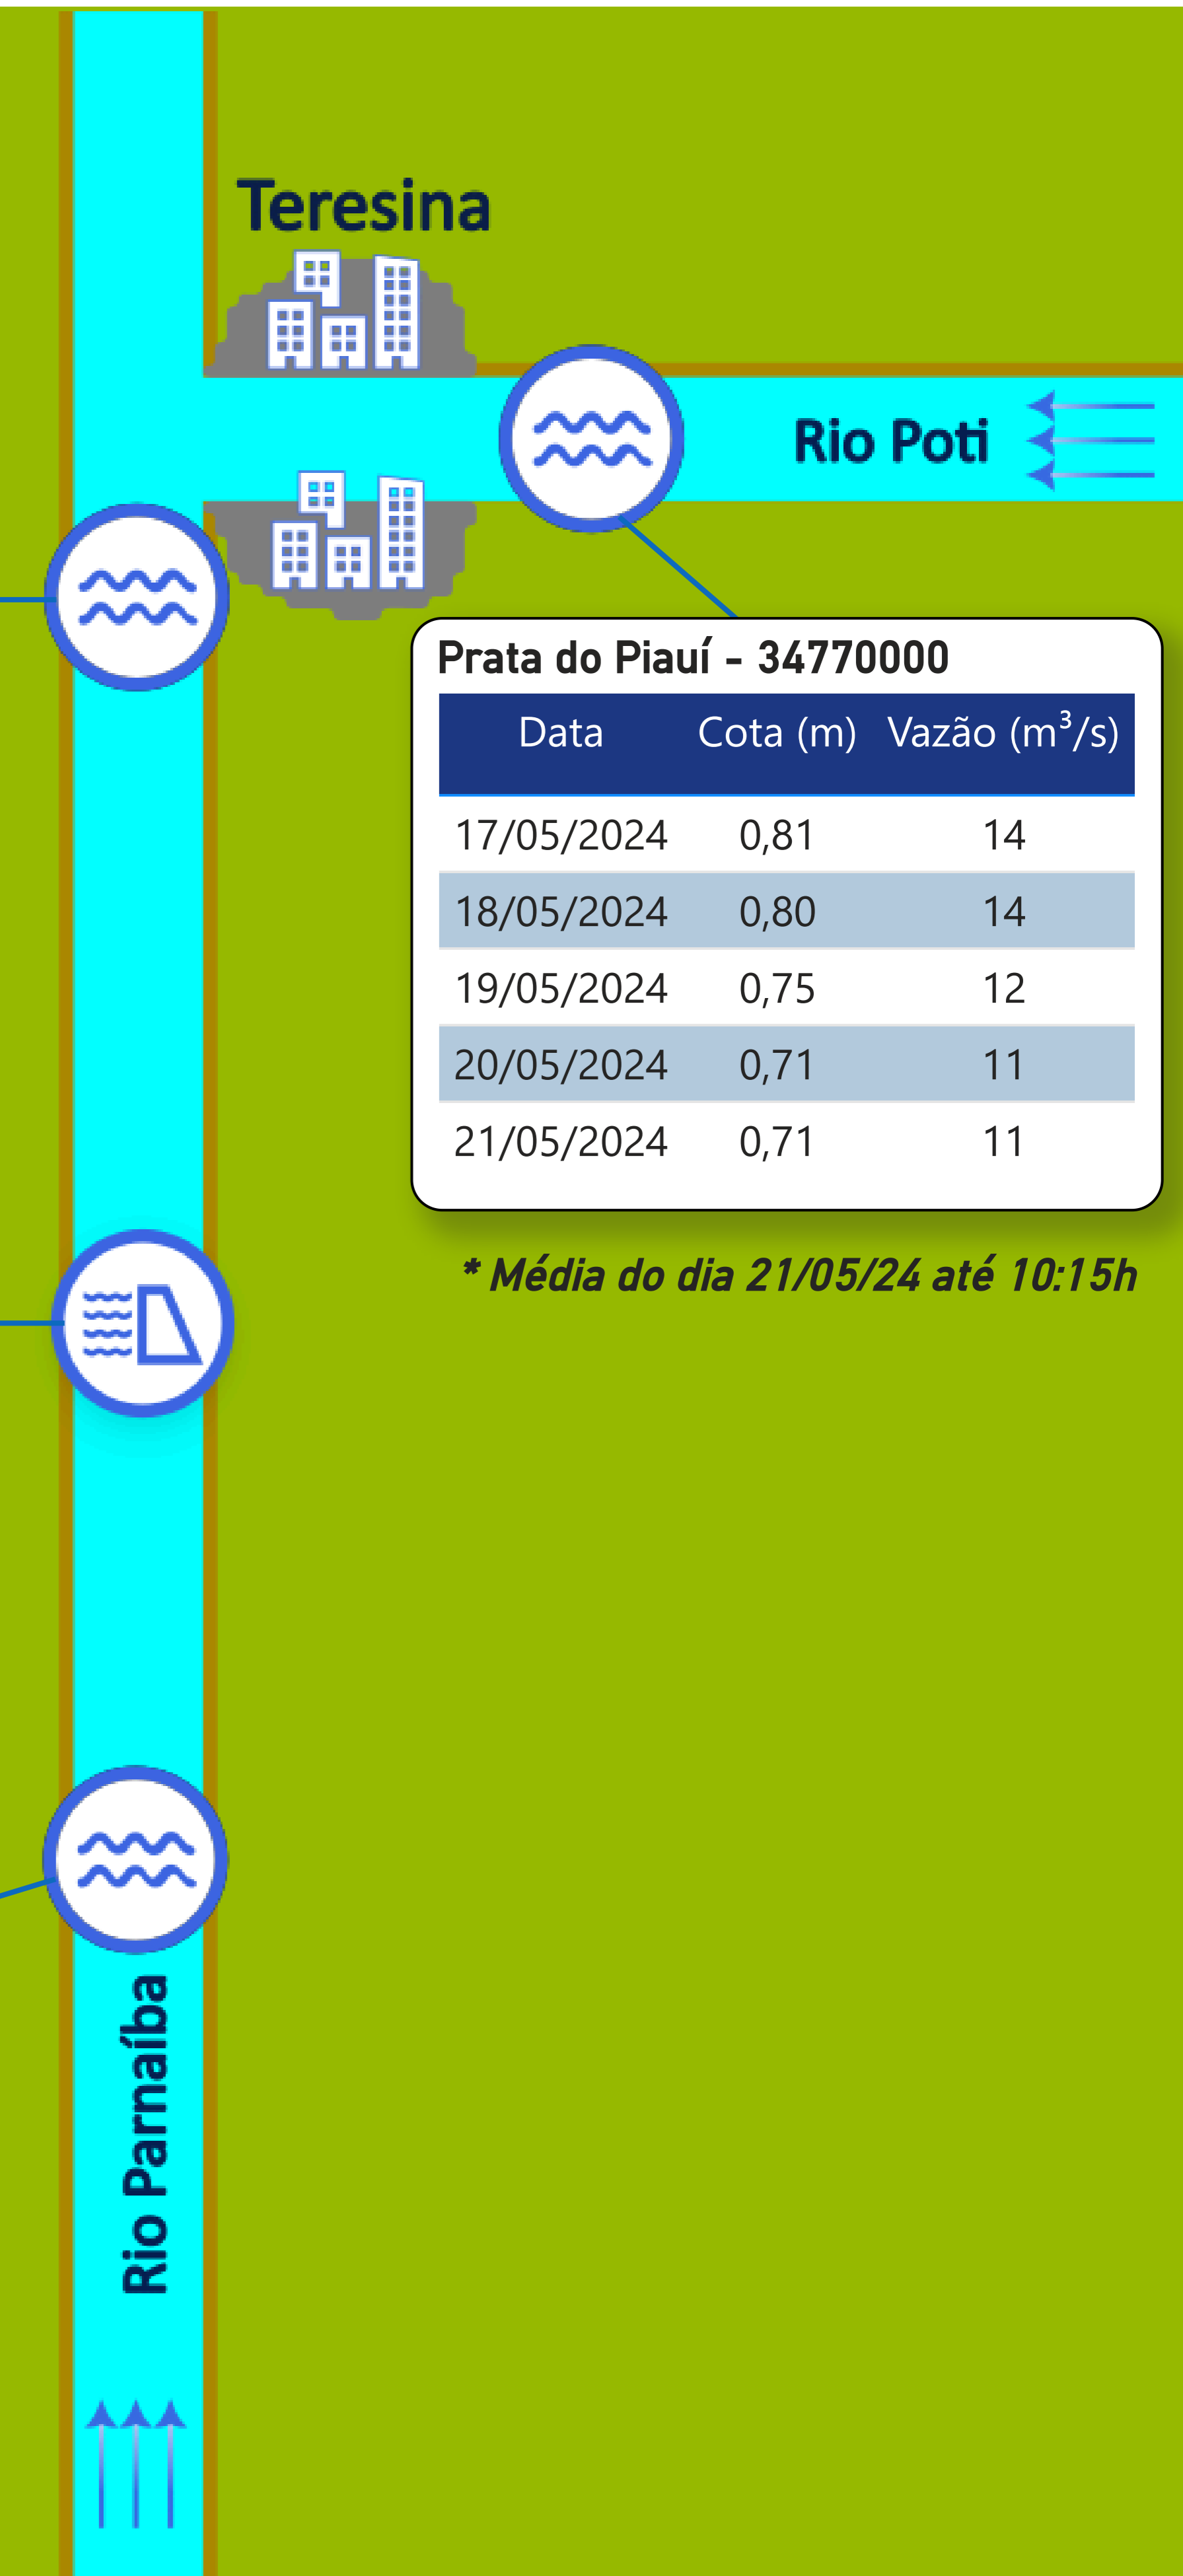 Teresina
Rio Poti
Prata do Piauí - 34770000
Data Cota (m) Vazão (m³/s)
17/05/2024 0,81 14
18/05/2024 0,80 14
19/05/2024 0,75 12
20/05/2024 0,71 11
21/05/2024 0,71 11
* Média do dia 21/05/24 até 10:15h
Rio Parnaíba